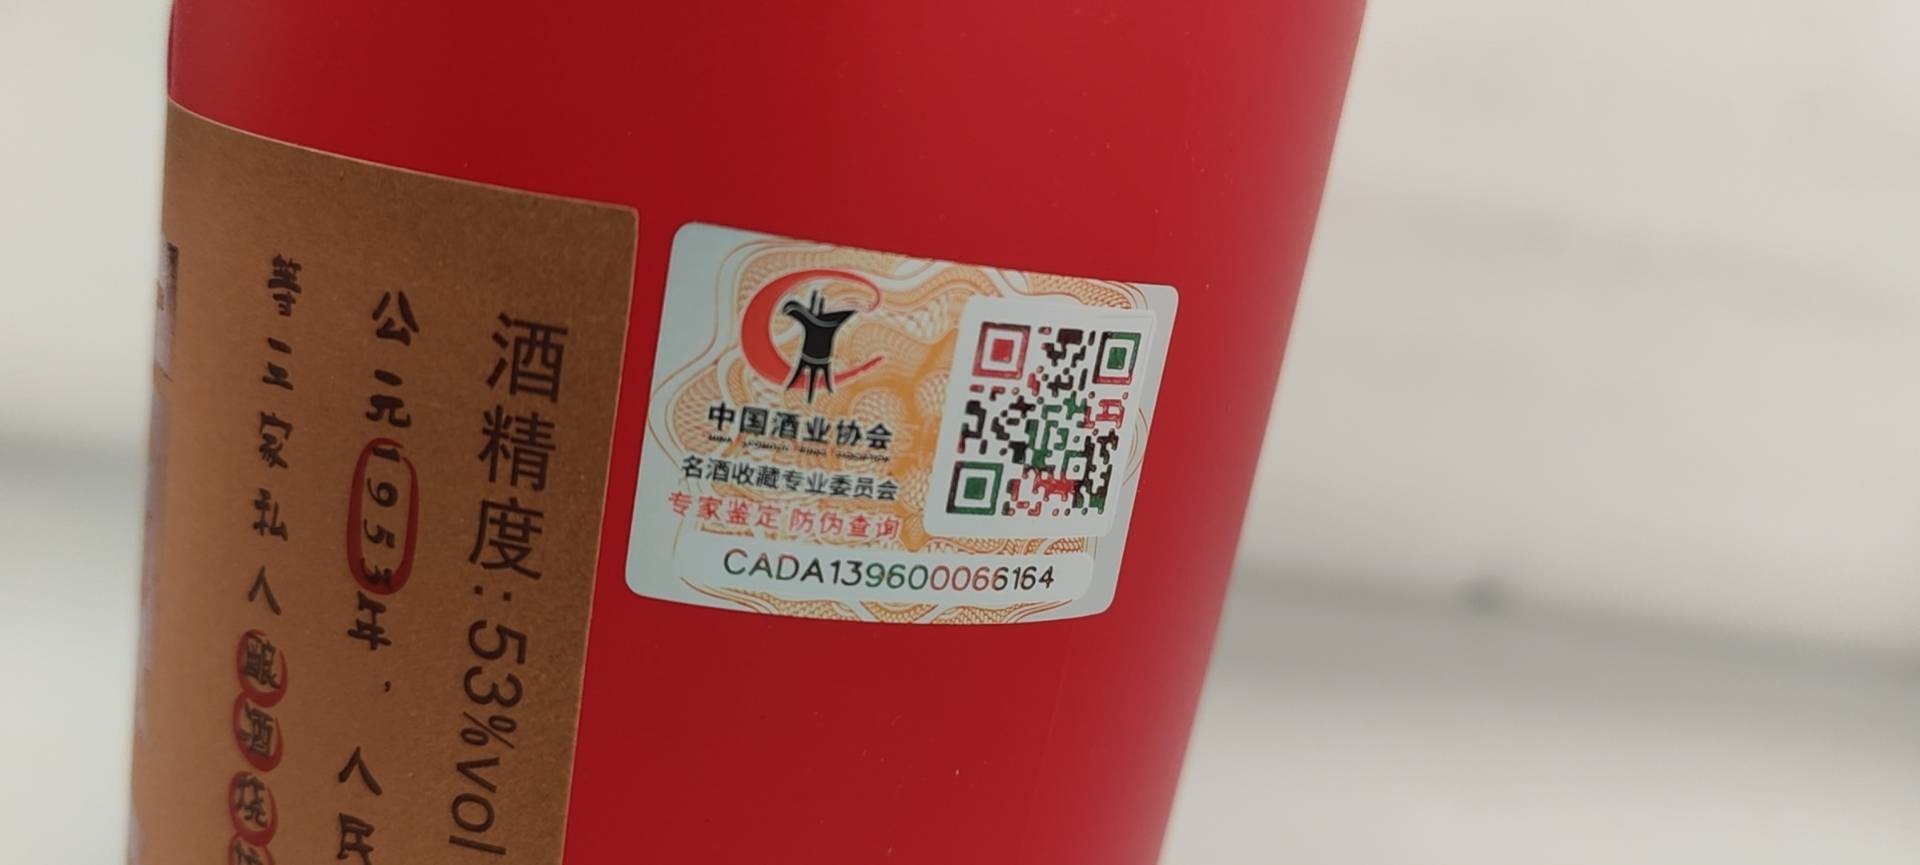 酒精度:53%vol
公元1953年，人民
等三家私人酿酒烧
中国酒业协会
名酒收藏专业委员会
专家鉴定 防伪查询
CADA139600066164